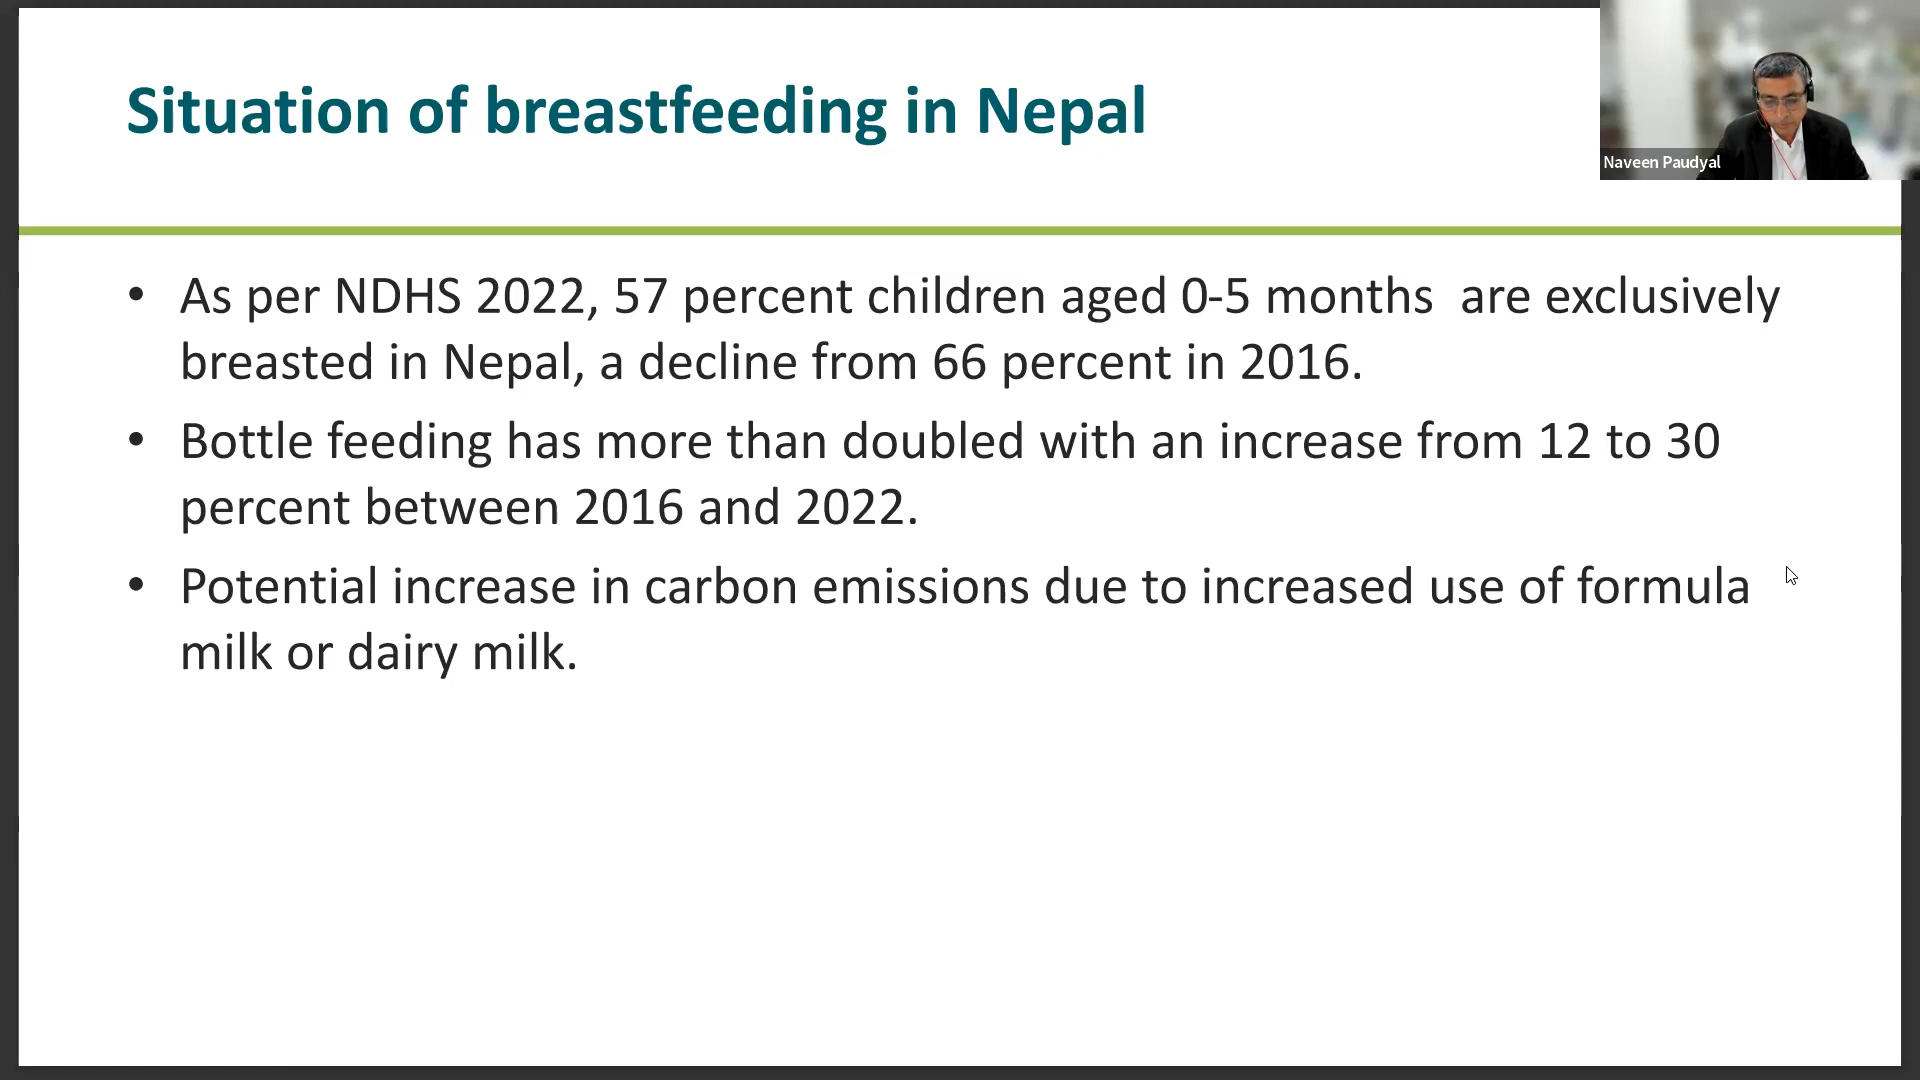 Situation of breastfeeding in Nepal
Naveen Paudyal
• As per NDHS 2022, 57 percent children aged 0-5 months  are exclusively
breasted in Nepal, a decline from 66 percent in 2016.
• Bottle feeding has more than doubled with an increase from 12 to 30
percent between 2016 and 2022.
• Potential increase in carbon emissions due to increased use of formula
milk or dairy milk.